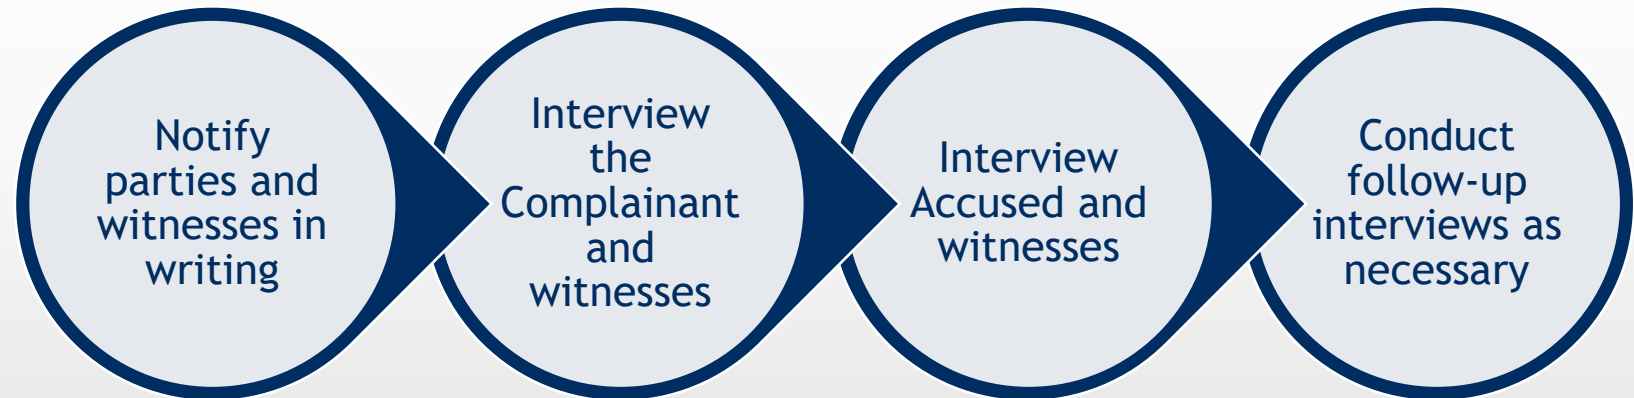 Notify
parties and
witnesses in
writing
Interview
the
Complainant
and
witnesses
Interview
Accused and
witnesses
Conduct
follow-up
interviews as
necessary